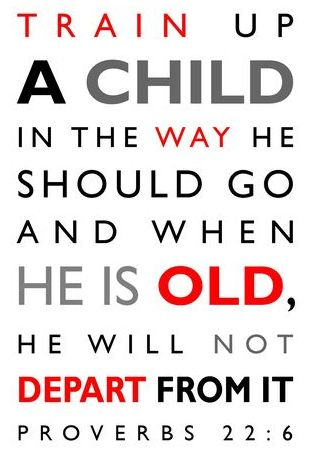 TRAIN UP
A CHILD
IN THE WAY HE
SHOULD GO
AND WHEN
HE IS OLD,
HE WILL NOT
DEPART FROM IT
PROVERBS 22:6